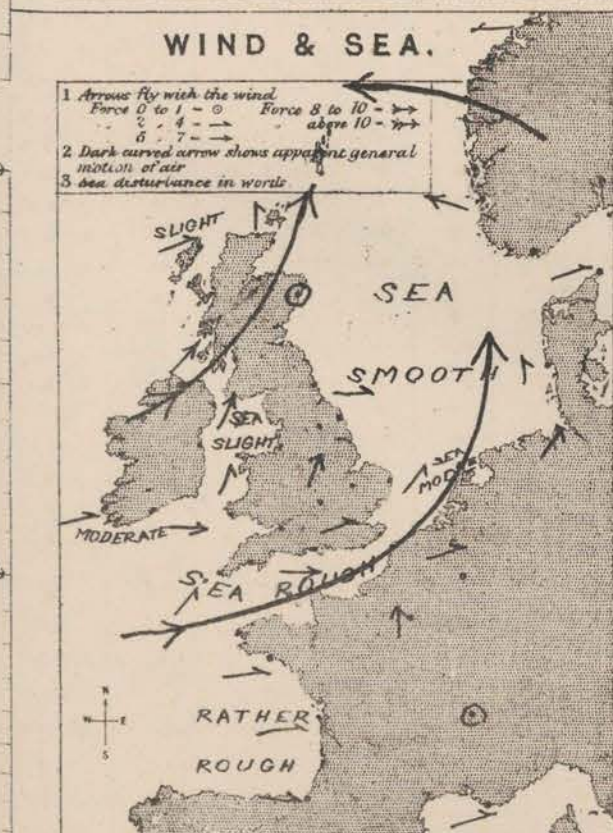 WIND & SEA.
1 Arrows fly with the wind
Force 0 to 1 - ⊙ Force 8 to 10 -
" 2 " 4 - above 10 -
" 5 " 7 -
2 Dark curved arrow shows apparent general
motion of air
3 Sea disturbance in words
SLIGHT
SEA
SMOOTH
SEA
SLIGHT
SEA
MODTE
MODERATE
SEA ROUGH
RATHER
ROUGH
N
W E
S